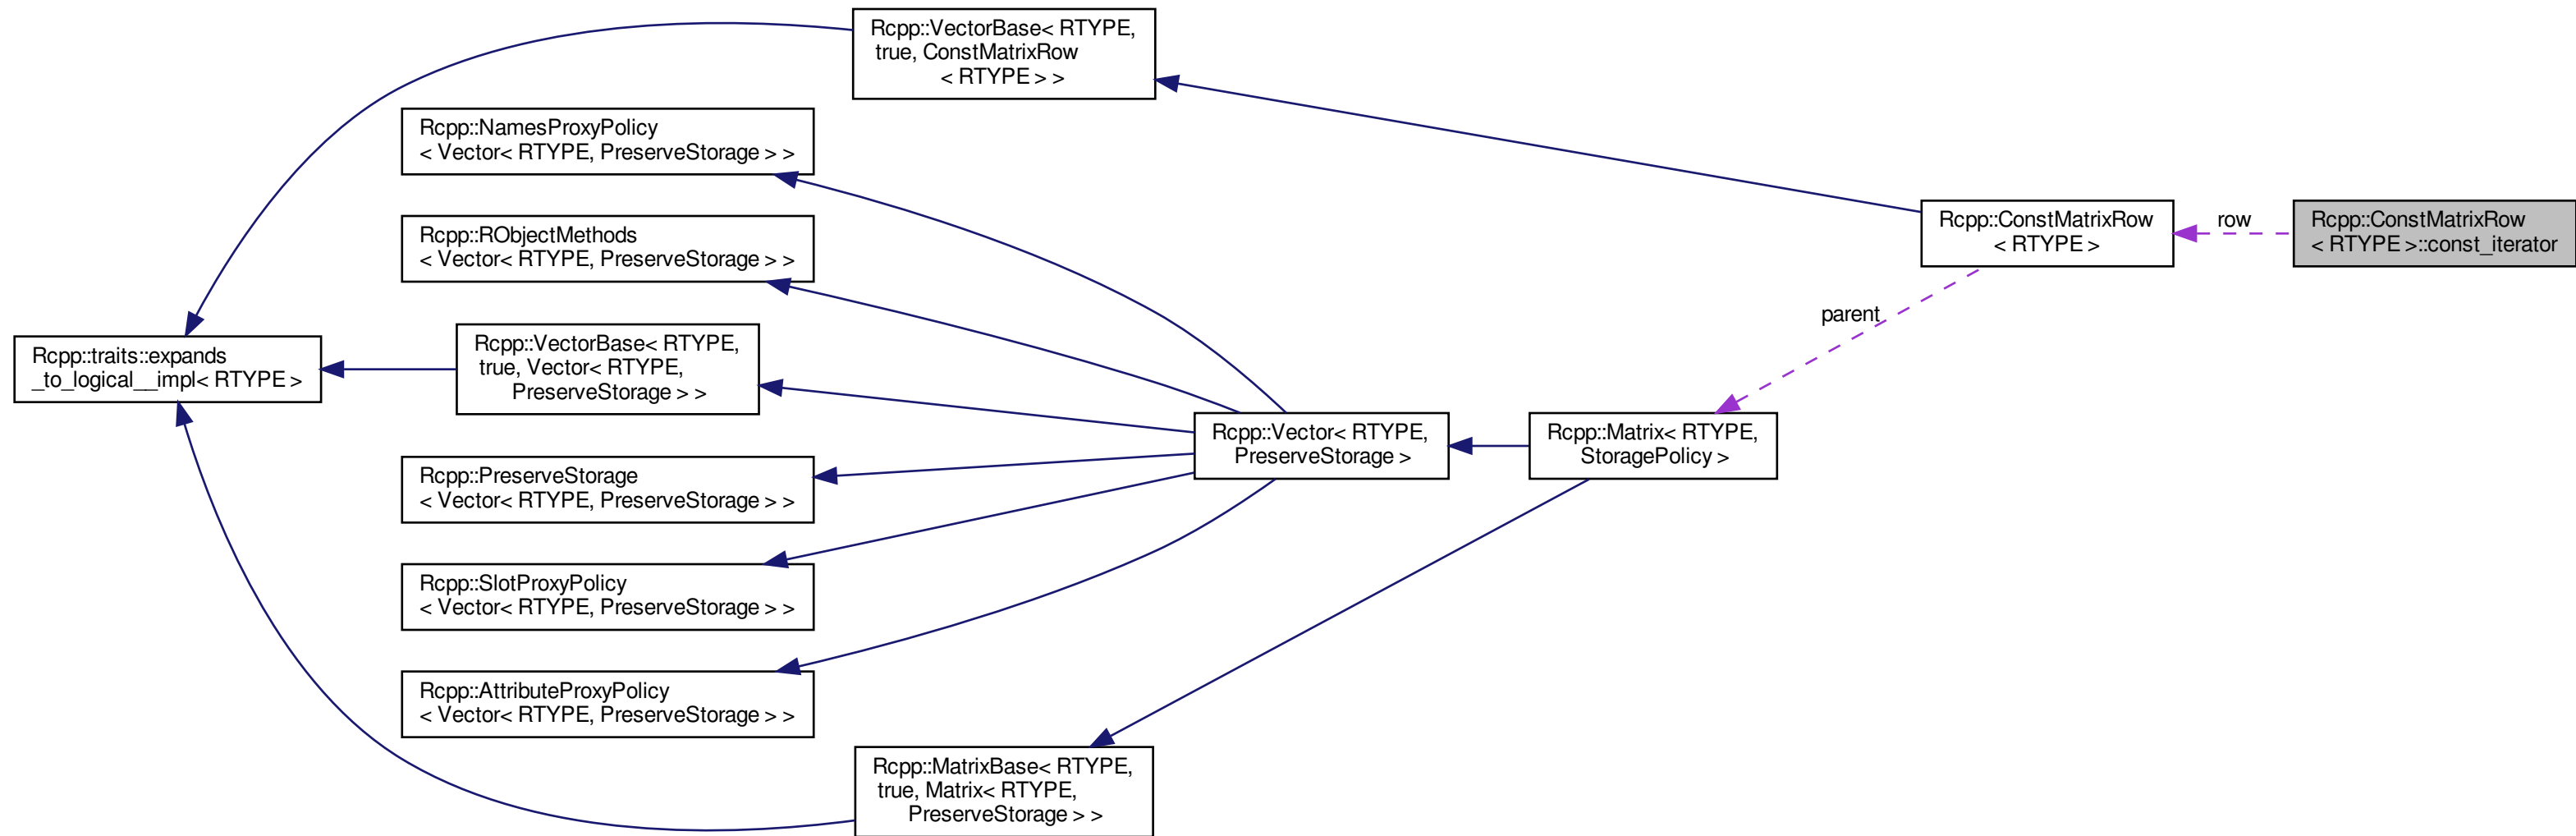 Rcpp::VectorBase< RTYPE,
true, ConstMatrixRow
< RTYPE > >
Rcpp::NamesProxyPolicy
< Vector< RTYPE, PreserveStorage > >
Rcpp::RObjectMethods
< Vector< RTYPE, PreserveStorage > >
Rcpp::ConstMatrixRow
< RTYPE >
row
Rcpp::ConstMatrixRow
< RTYPE >::const_iterator
parent
Rcpp::traits::expands
_to_logical__impl< RTYPE >
Rcpp::VectorBase< RTYPE,
true, Vector< RTYPE,
PreserveStorage > >
Rcpp::Vector< RTYPE,
PreserveStorage >
Rcpp::Matrix< RTYPE,
StoragePolicy >
Rcpp::PreserveStorage
< Vector< RTYPE, PreserveStorage > >
Rcpp::SlotProxyPolicy
< Vector< RTYPE, PreserveStorage > >
Rcpp::AttributeProxyPolicy
< Vector< RTYPE, PreserveStorage > >
Rcpp::MatrixBase< RTYPE,
true, Matrix< RTYPE,
PreserveStorage > >